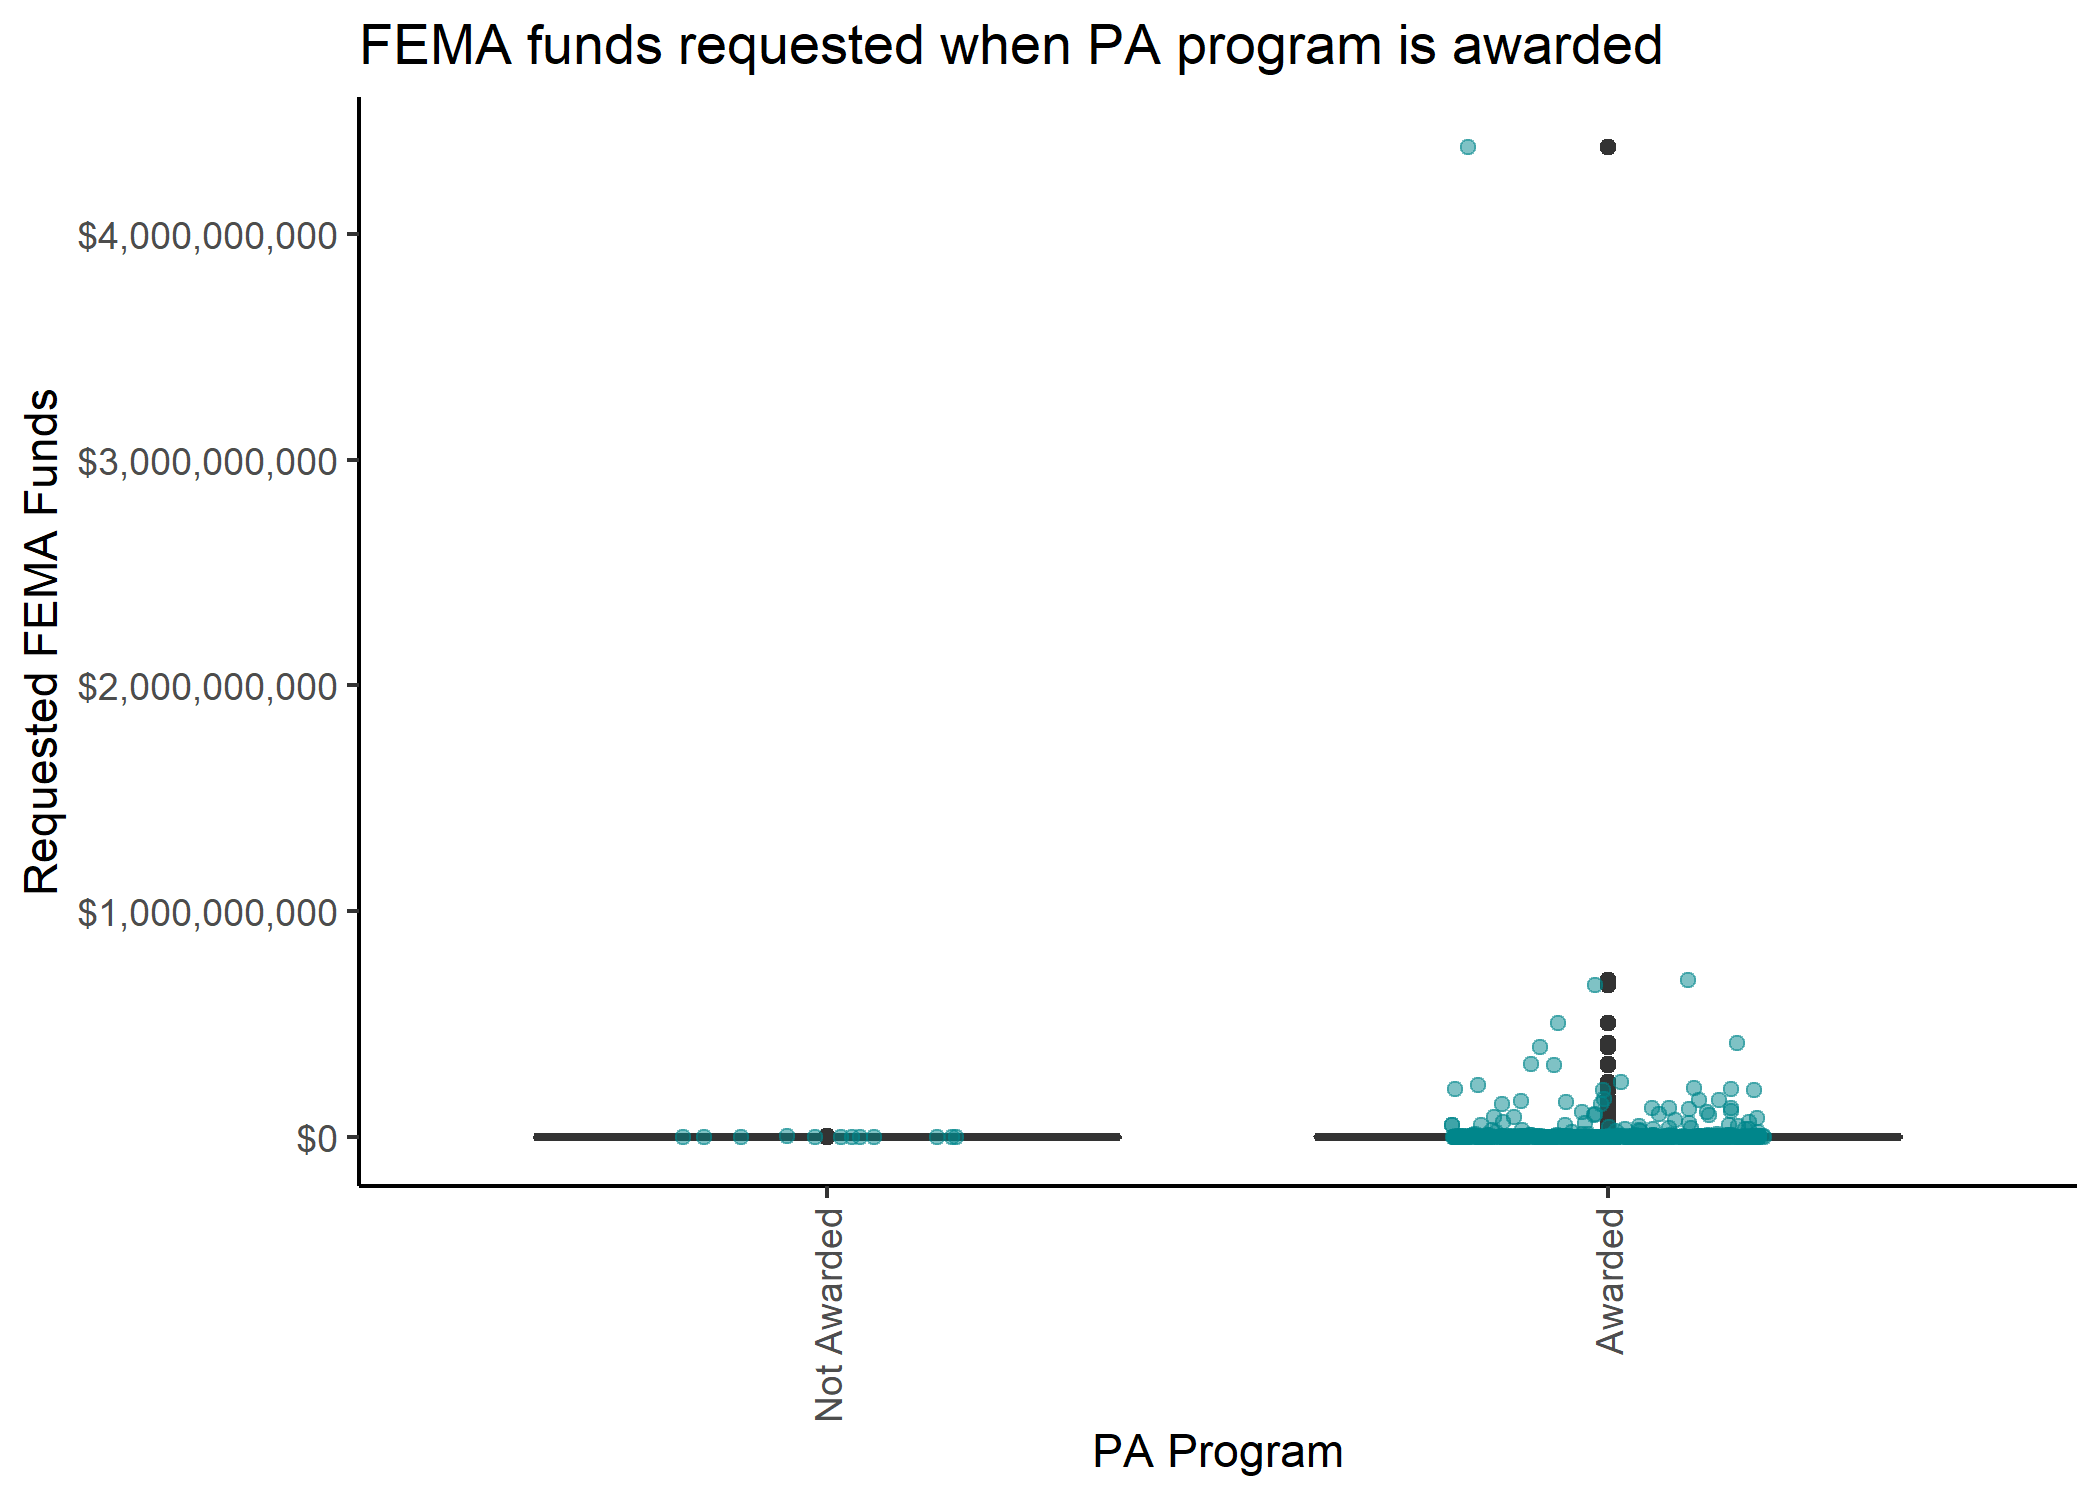 FEMA funds requested when PA program is awarded
Requested FEMA Funds
$4,000,000,000
$3,000,000,000
$2,000,000,000
$1,000,000,000
$0
Not Awarded
Awarded
PA Program